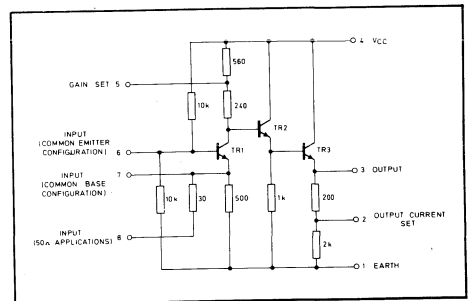 4 VCC
560
GAIN SET 5
10k
240
TR2
INPUT
(COMMON EMITTER
CONFIGURATION) 6
TR1
TR3
INPUT
(COMMON BASE
CONFIGURATION) 7
3 OUTPUT
10k
30
500
1k
200
2 OUTPUT CURRENT
SET
INPUT
(50Ω APPLICATIONS) 8
2k
1 EARTH